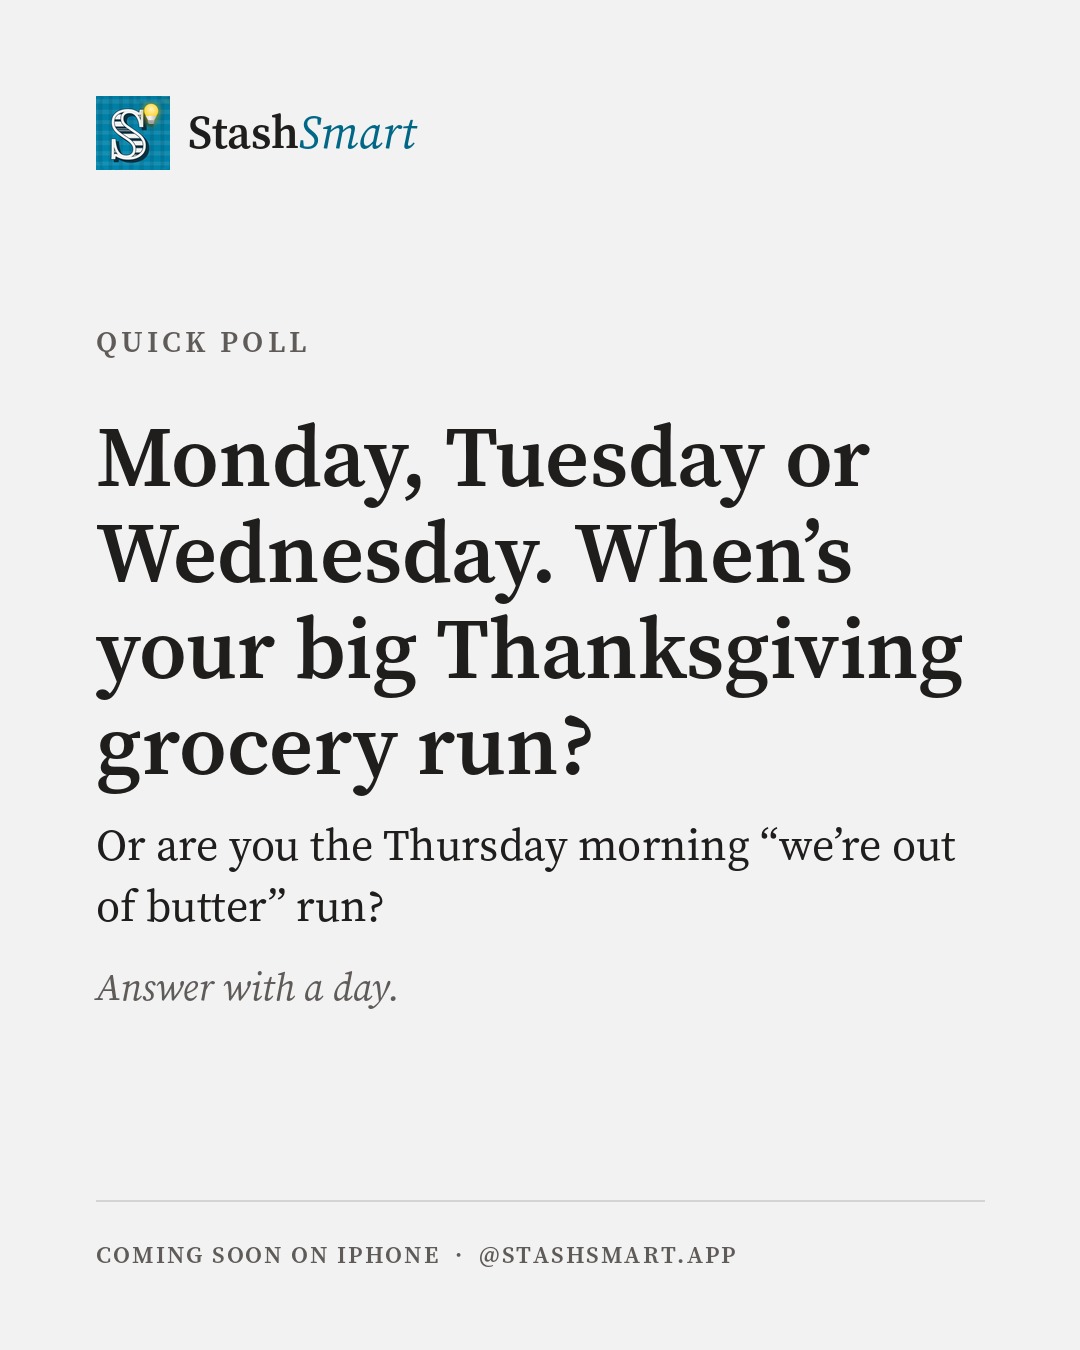 S
StashSmart
QUICK POLL
Monday, Tuesday or
Wednesday. When’s
your big Thanksgiving
grocery run?
Or are you the Thursday morning “we’re out
of butter” run?
Answer with a day.
COMING SOON ON IPHONE · @STASHSMART.APP